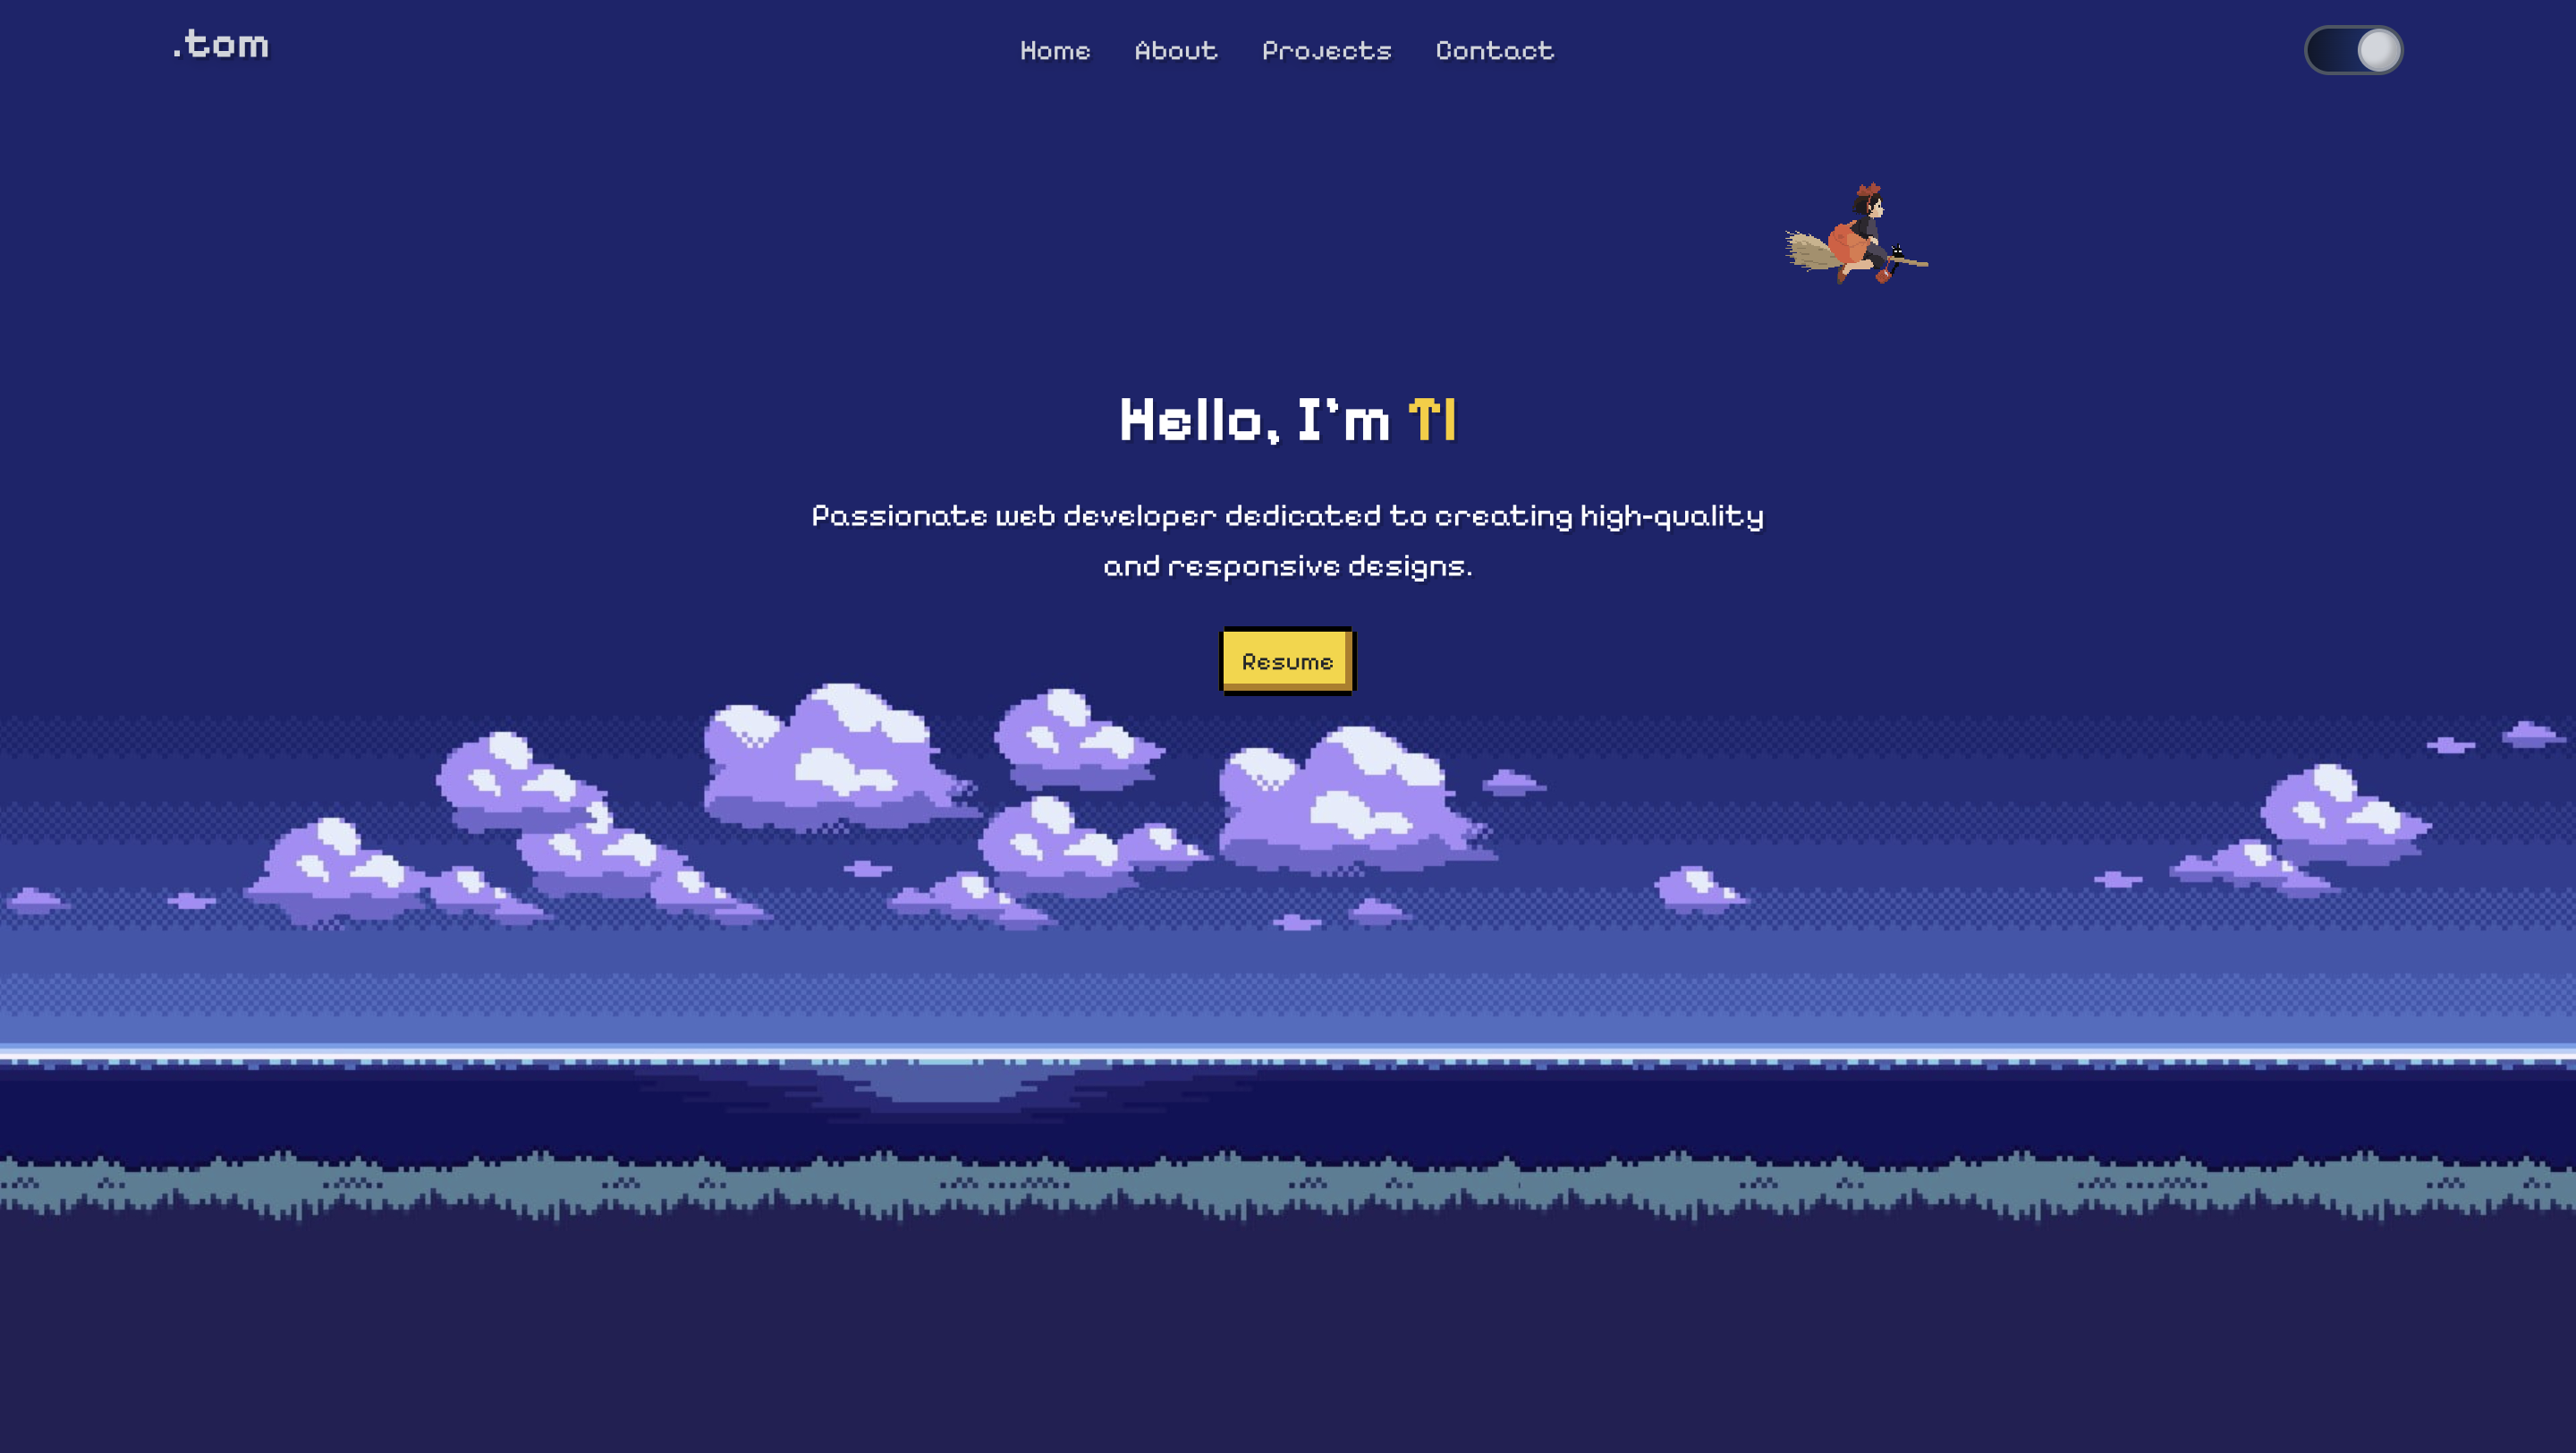 .tom
Home About Projects Contact
Hello, I'm T|
Passionate web developer dedicated to creating high-quality
and responsive designs.
Resume